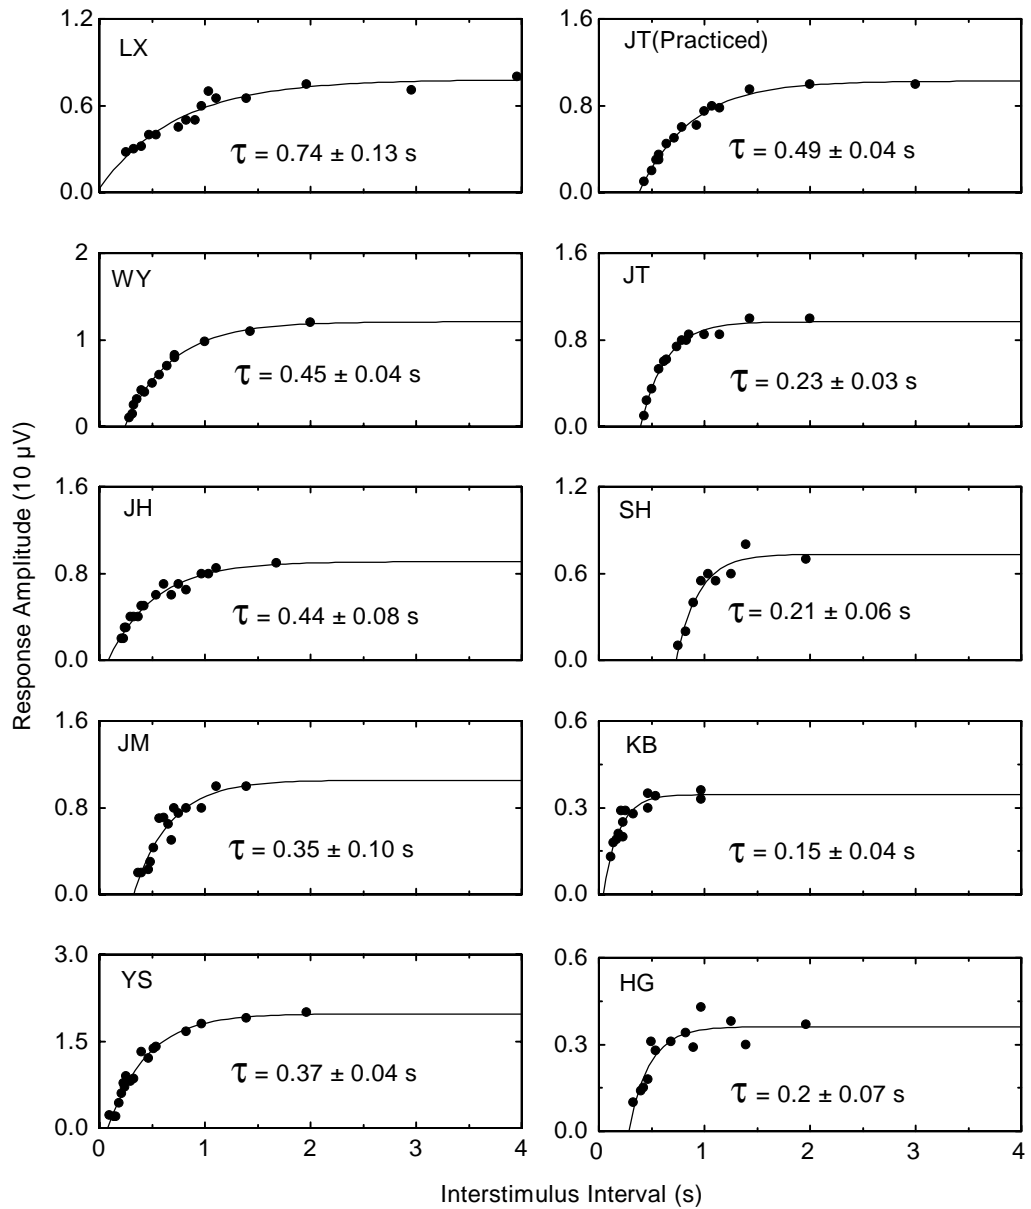 1.2
LX
0.6
τ = 0.74 ± 0.13 s
0.0
1.6
JT(Practiced)
0.8
τ = 0.49 ± 0.04 s
0.0
2
WY
1
τ = 0.45 ± 0.04 s
0
1.6
JT
0.8
τ = 0.23 ± 0.03 s
0.0
1.6
JH
0.8
τ = 0.44 ± 0.08 s
0.0
1.2
SH
0.6
τ = 0.21 ± 0.06 s
0.0
1.6
JM
0.8
τ = 0.35 ± 0.10 s
0.0
0.6
KB
0.3
τ = 0.15 ± 0.04 s
0.0
3.0
YS
1.5
τ = 0.37 ± 0.04 s
0.0
0 1 2 3 4
0.6
HG
0.3
τ = 0.2 ± 0.07 s
0.0
0 1 2 3 4
Response Amplitude (10 µV)
Interstimulus Interval (s)